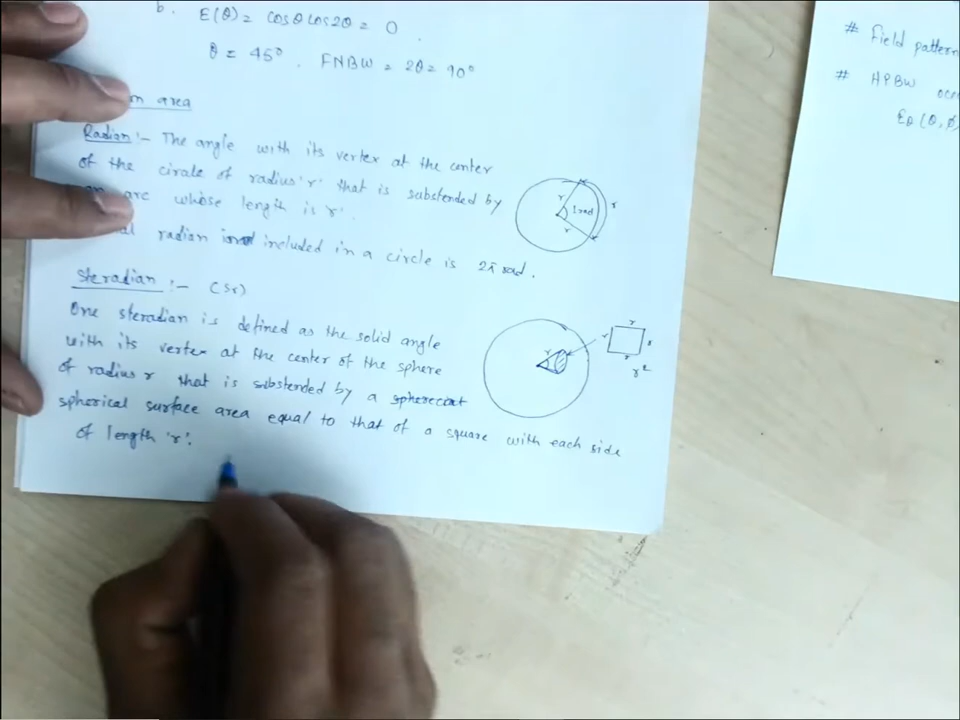 b. E(θ) = cosθ cos2θ = 0.
θ = 45°. FNBW = 2θ = 90°
area
Radian :- The angle with its vertex at the center
of the cirale of radius 'r' that is substended by
arc whose length is r'.
radian included in a circle is 2π rad.
Steradian :- (Sr)
One steradian is defined as the solid angle
with its vertex at the center of the sphere
of radius r that is substended by a
spherical surface area equal to that of a square with each side
of length 'r'.
r
r
1 rad
r
r
r
r
r
r²
# Field pattern
# HPBW
Eθ(θ,